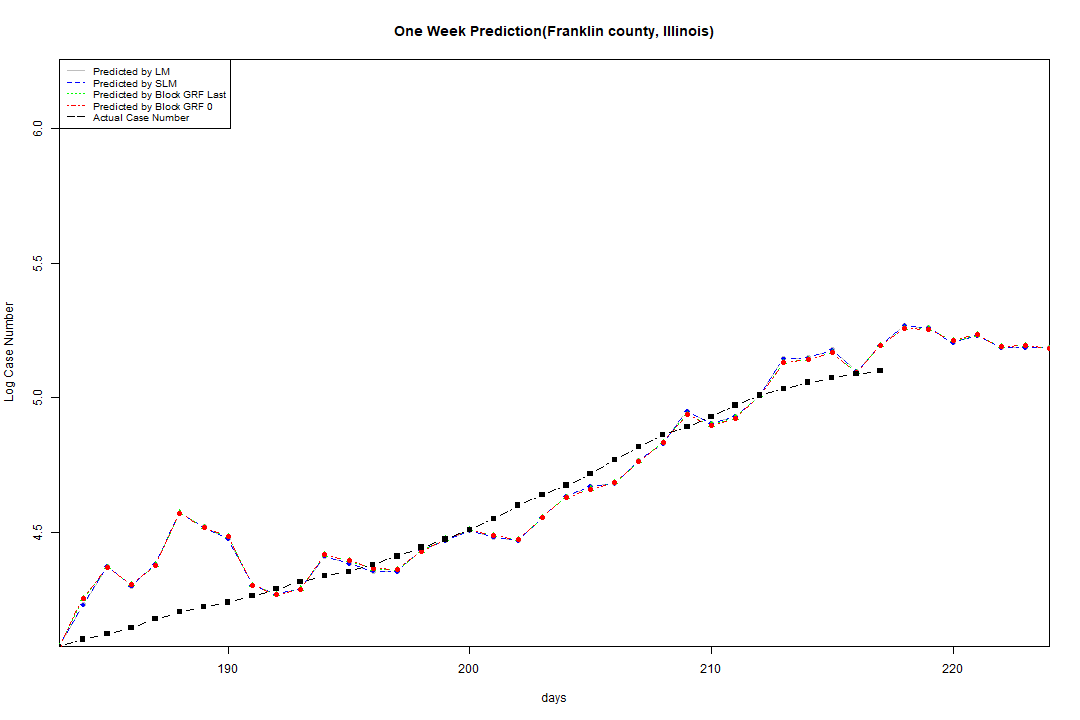 One Week Prediction(Franklin county, Illinois)
Predicted by LM
Predicted by SLM
Predicted by Block GRF Last
Predicted by Block GRF 0
Actual Case Number
6.0
5.5
5.0
4.5
Log Case Number
190
200
210
220
days